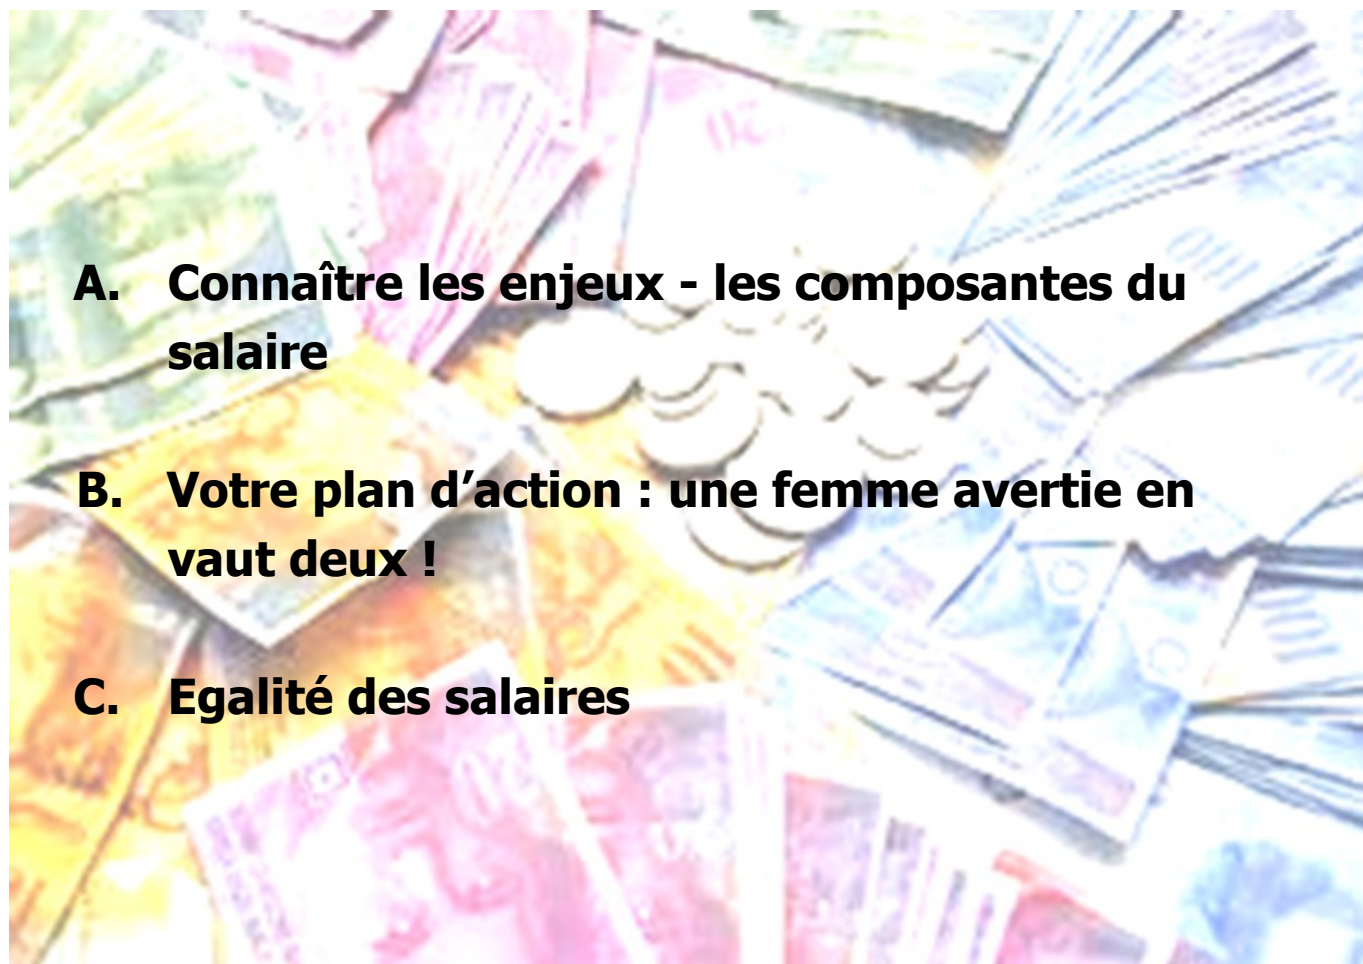 A. Connaître les enjeux - les composantes du
salaire
B. Votre plan d’action : une femme avertie en
vaut deux !
C. Egalité des salaires